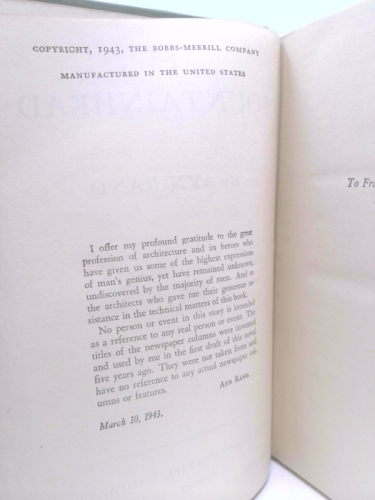 COPYRIGHT, 1943, THE BOBBS-MERRILL COMPANY
MANUFACTURED IN THE UNITED STATES
I offer my profound gratitude to the great
profession of architecture and its heroes who
have given us some of the highest expressions
of man's genius, yet have remained unknown,
undiscovered by the majority of men. And to
the architects who gave me their generous as-
sistance in the technical matters of this book.
No person or event in this story is intended
as a reference to any real person or event. The
titles of the newspaper columns were invented
and used by me in the first draft of this novel
five years ago. They were not taken from and
have no reference to any actual newspaper col-
umns or features.
AYN RAND.
March 10, 1943.
To Fra